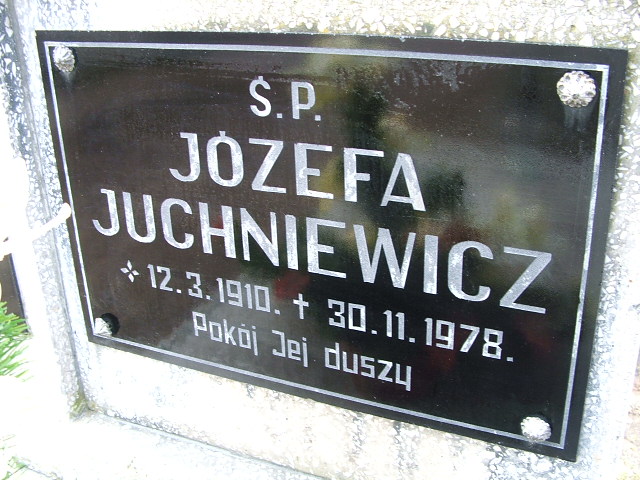 Ś.P.
JÓZEFA
JUCHNIEWICZ
12.3.1910. ✝ 30.11.1978.
Pokój Jej duszy